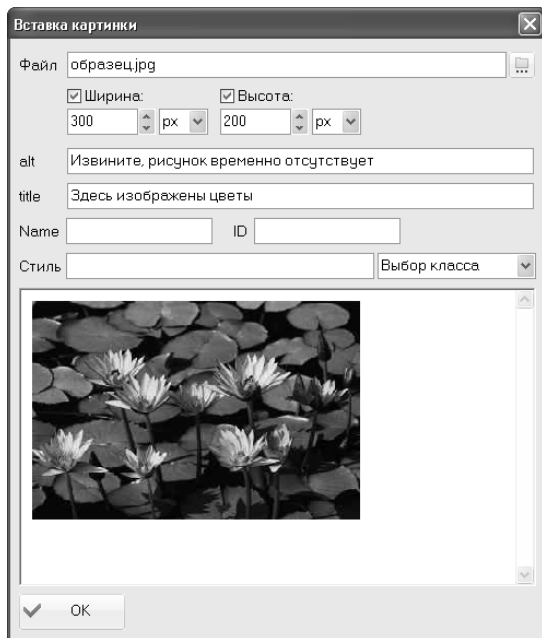 Вставка картинки
Файл образец.jpg ...
Ширина: Высота:
300 px 200 px
alt Извините, рисунок временно отсутствует
title Здесь изображены цветы
Name ID
Стиль Выбор класса
OK